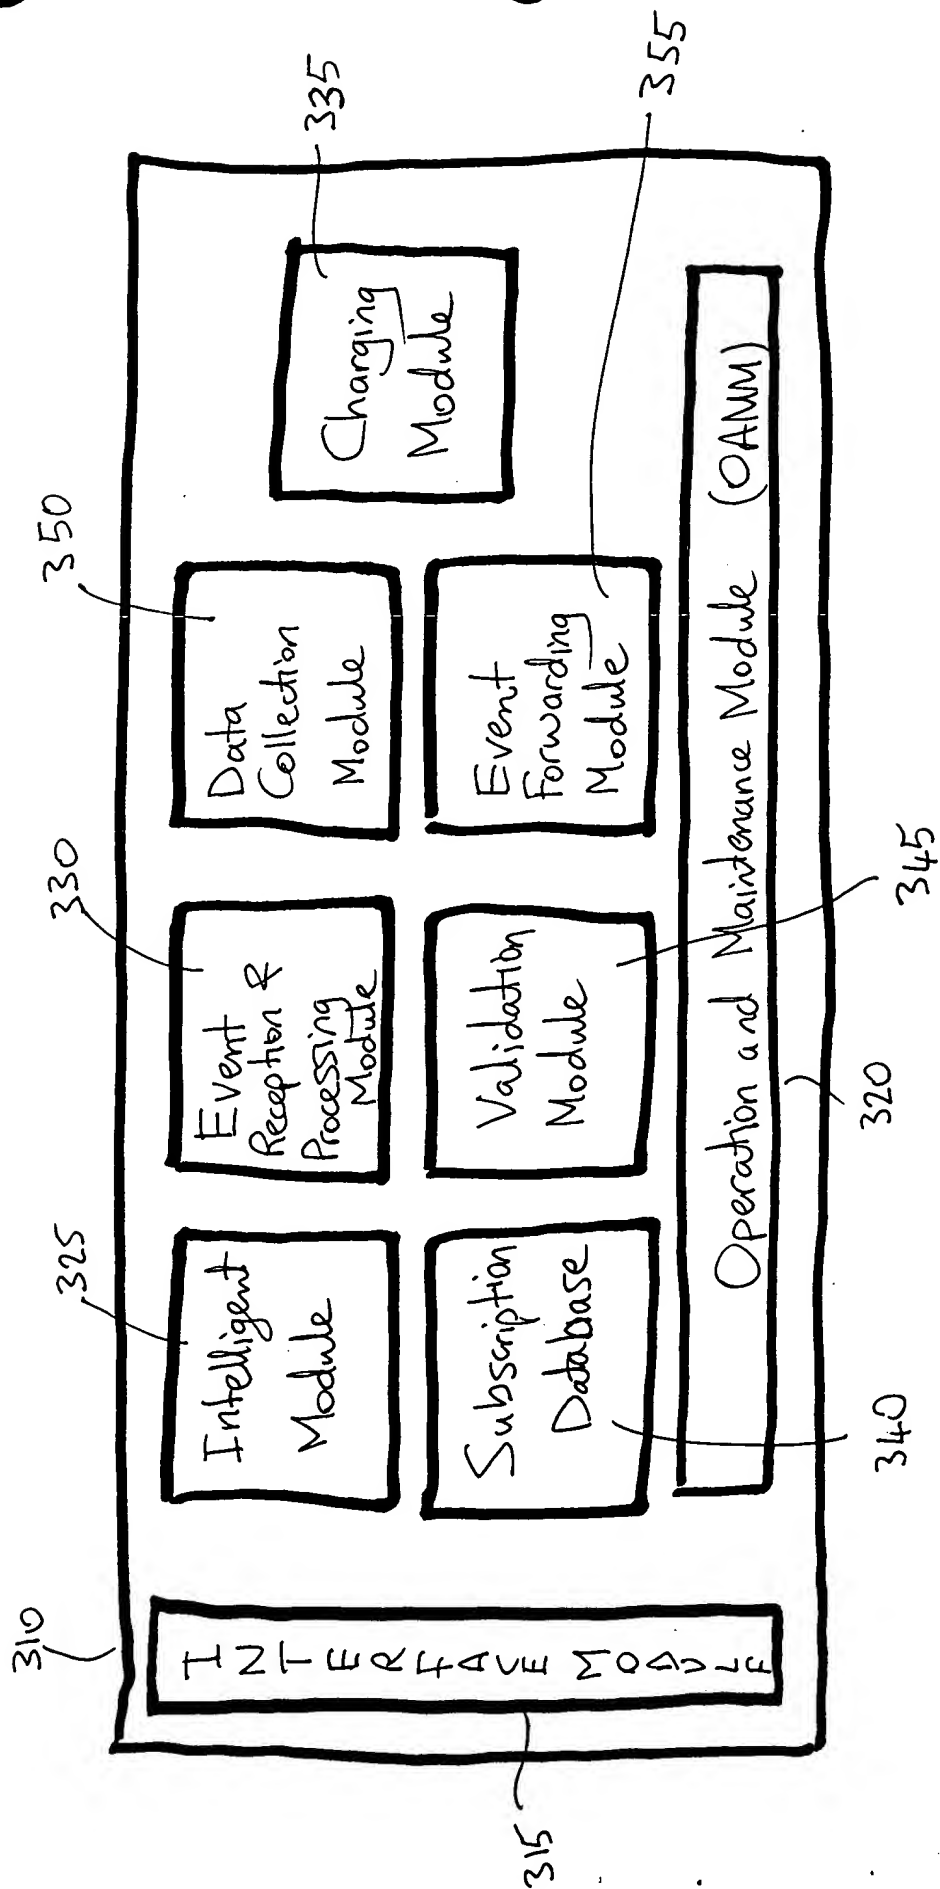 310
325
330
350
335
INTERFACE MODULE
Intelligent
Module
Event
Reception &
Processing
Module
Data
Collection
Module
Charging
Module
Subscription
Database
Validation
Module
Event
Forwarding
Module
355
Operation and Maintenance Module (OAMM)
315
340
320
345